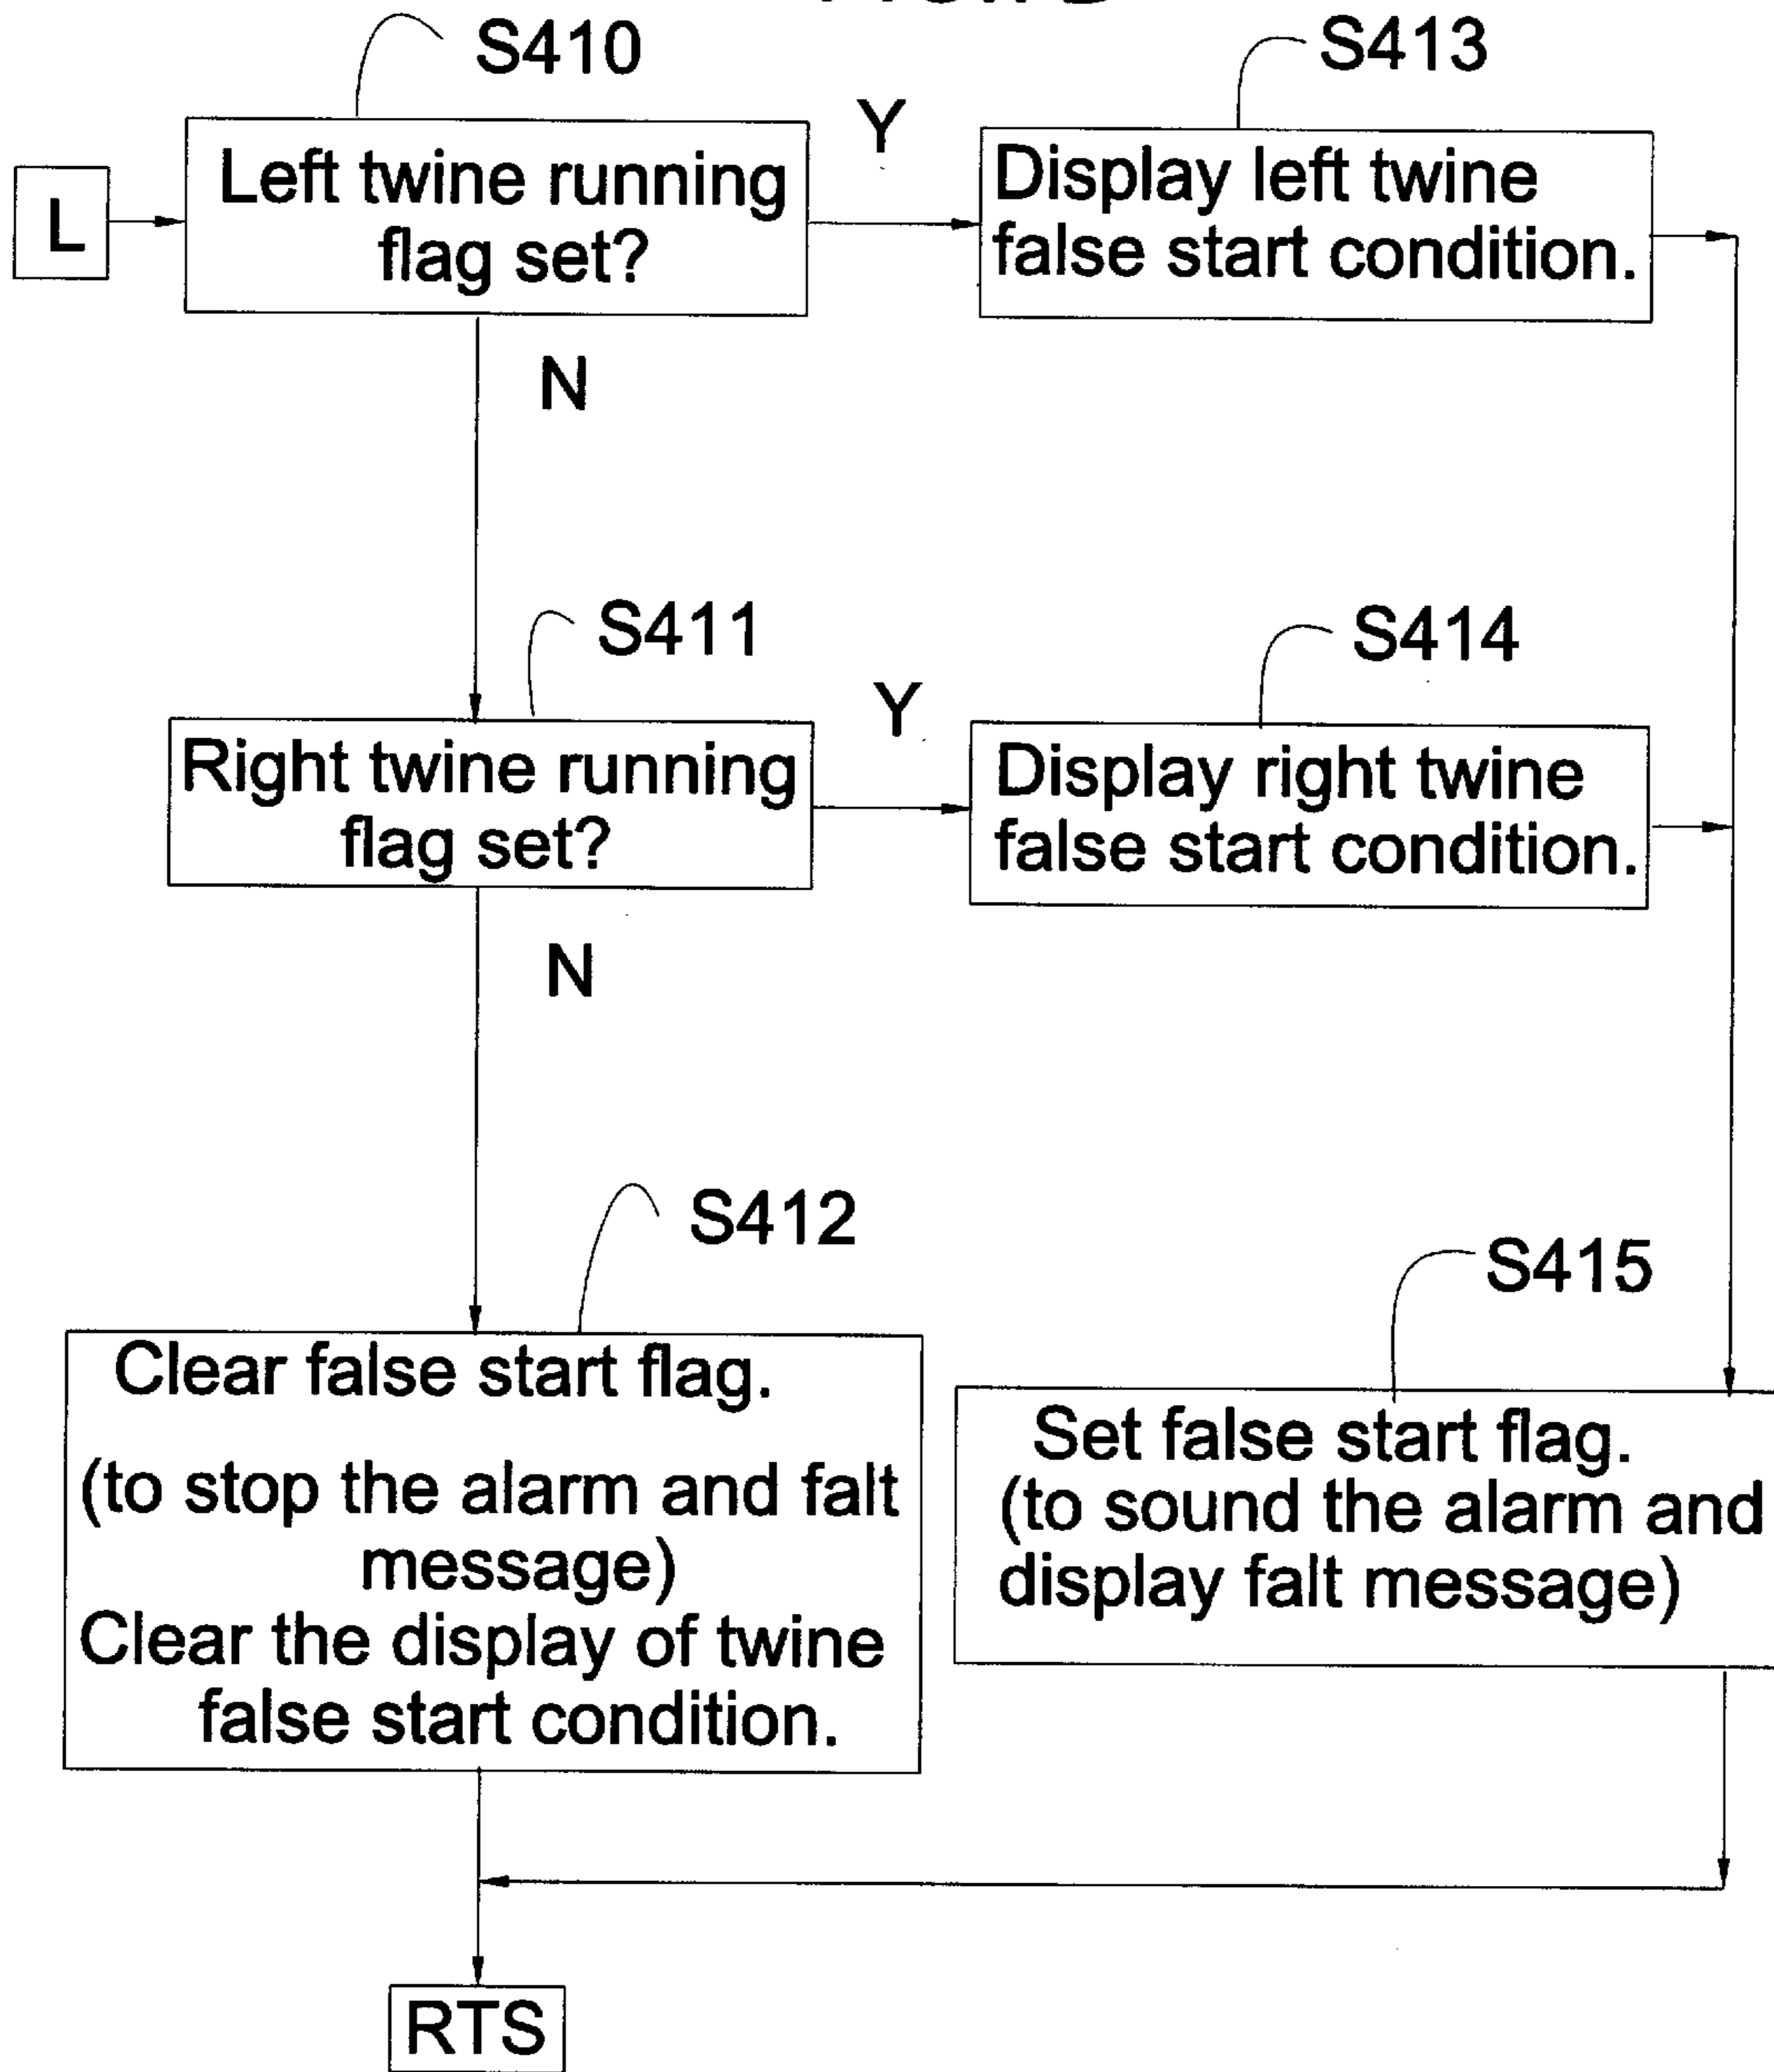 S410
S413
L
Left twine running
flag set?
Y
Display left twine
false start condition.
N
S411
S414
Right twine running
flag set?
Y
Display right twine
false start condition.
N
S412
S415
Clear false start flag.
(to stop the alarm and falt
message)
Clear the display of twine
false start condition.
Set false start flag.
(to sound the alarm and
display falt message)
RTS